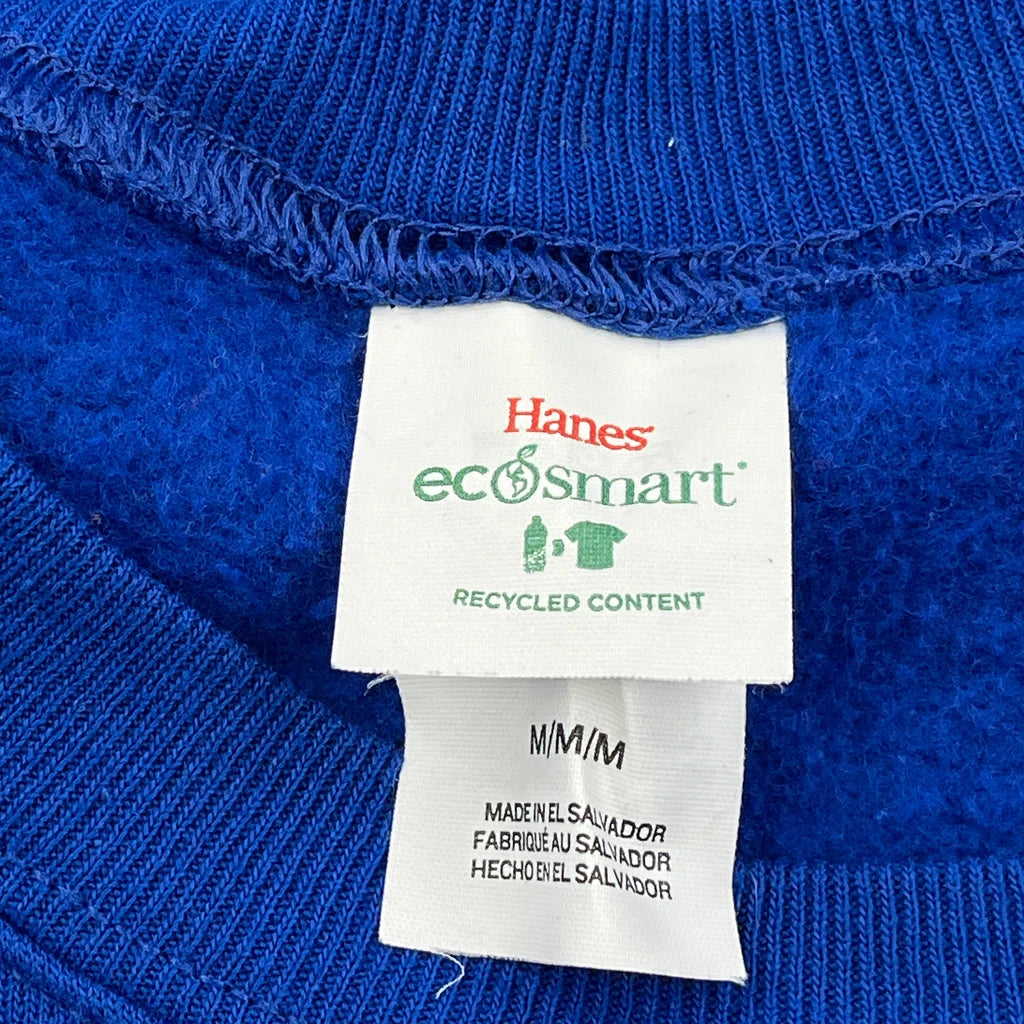 Hanes
ecosmart
RECYCLED CONTENT
M/M/M
MADE IN EL SALVADOR
FABRIQUÉ AU SALVADOR
HECHO EN EL SALVADOR